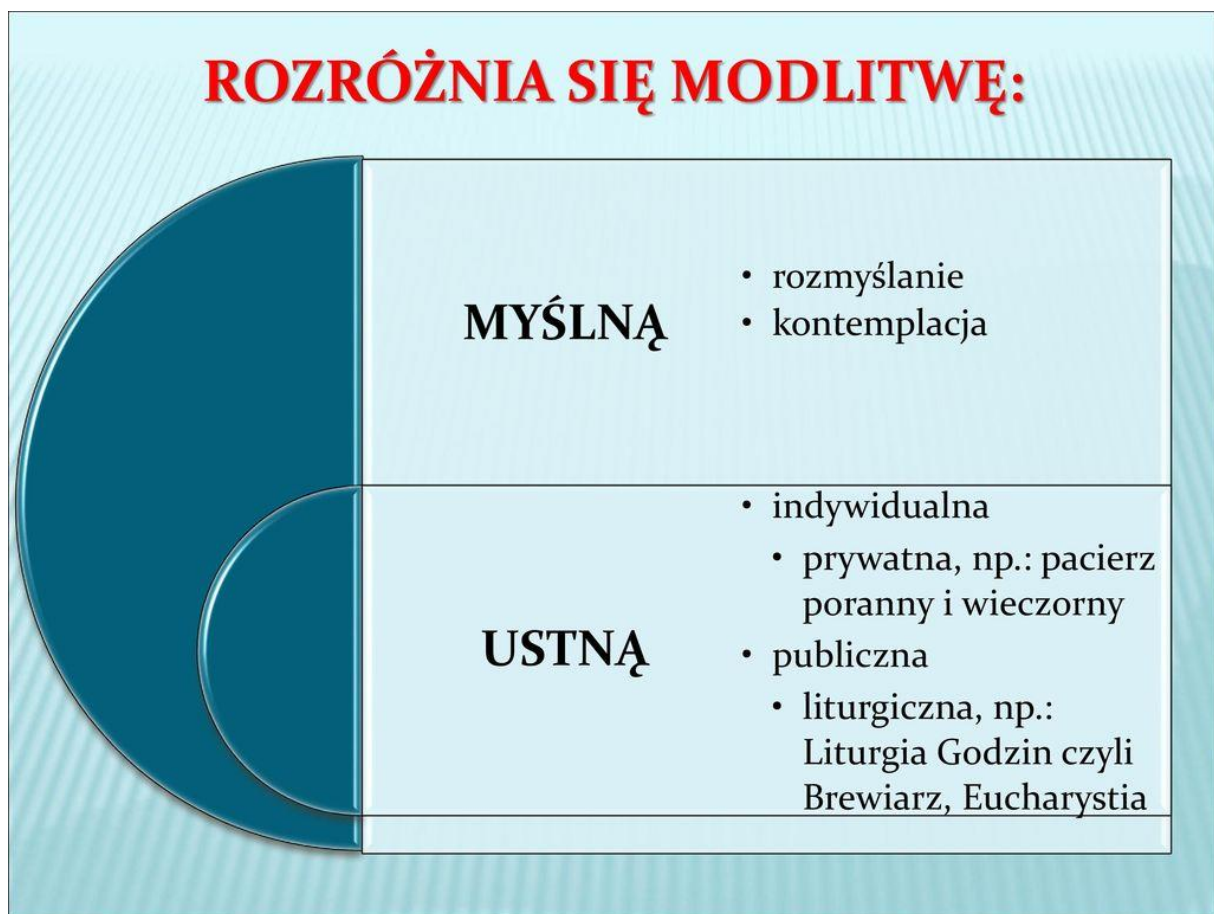 ROZRÓŻNIA SIĘ MODLITWĘ:
MYŚLNĄ
• rozmyślanie
• kontemplacja
USTNĄ
• indywidualna
• prywatna, np.: pacierz
poranny i wieczorny
• publiczna
• liturgiczna, np.:
Liturgia Godzin czyli
Brewiarz, Eucharystia